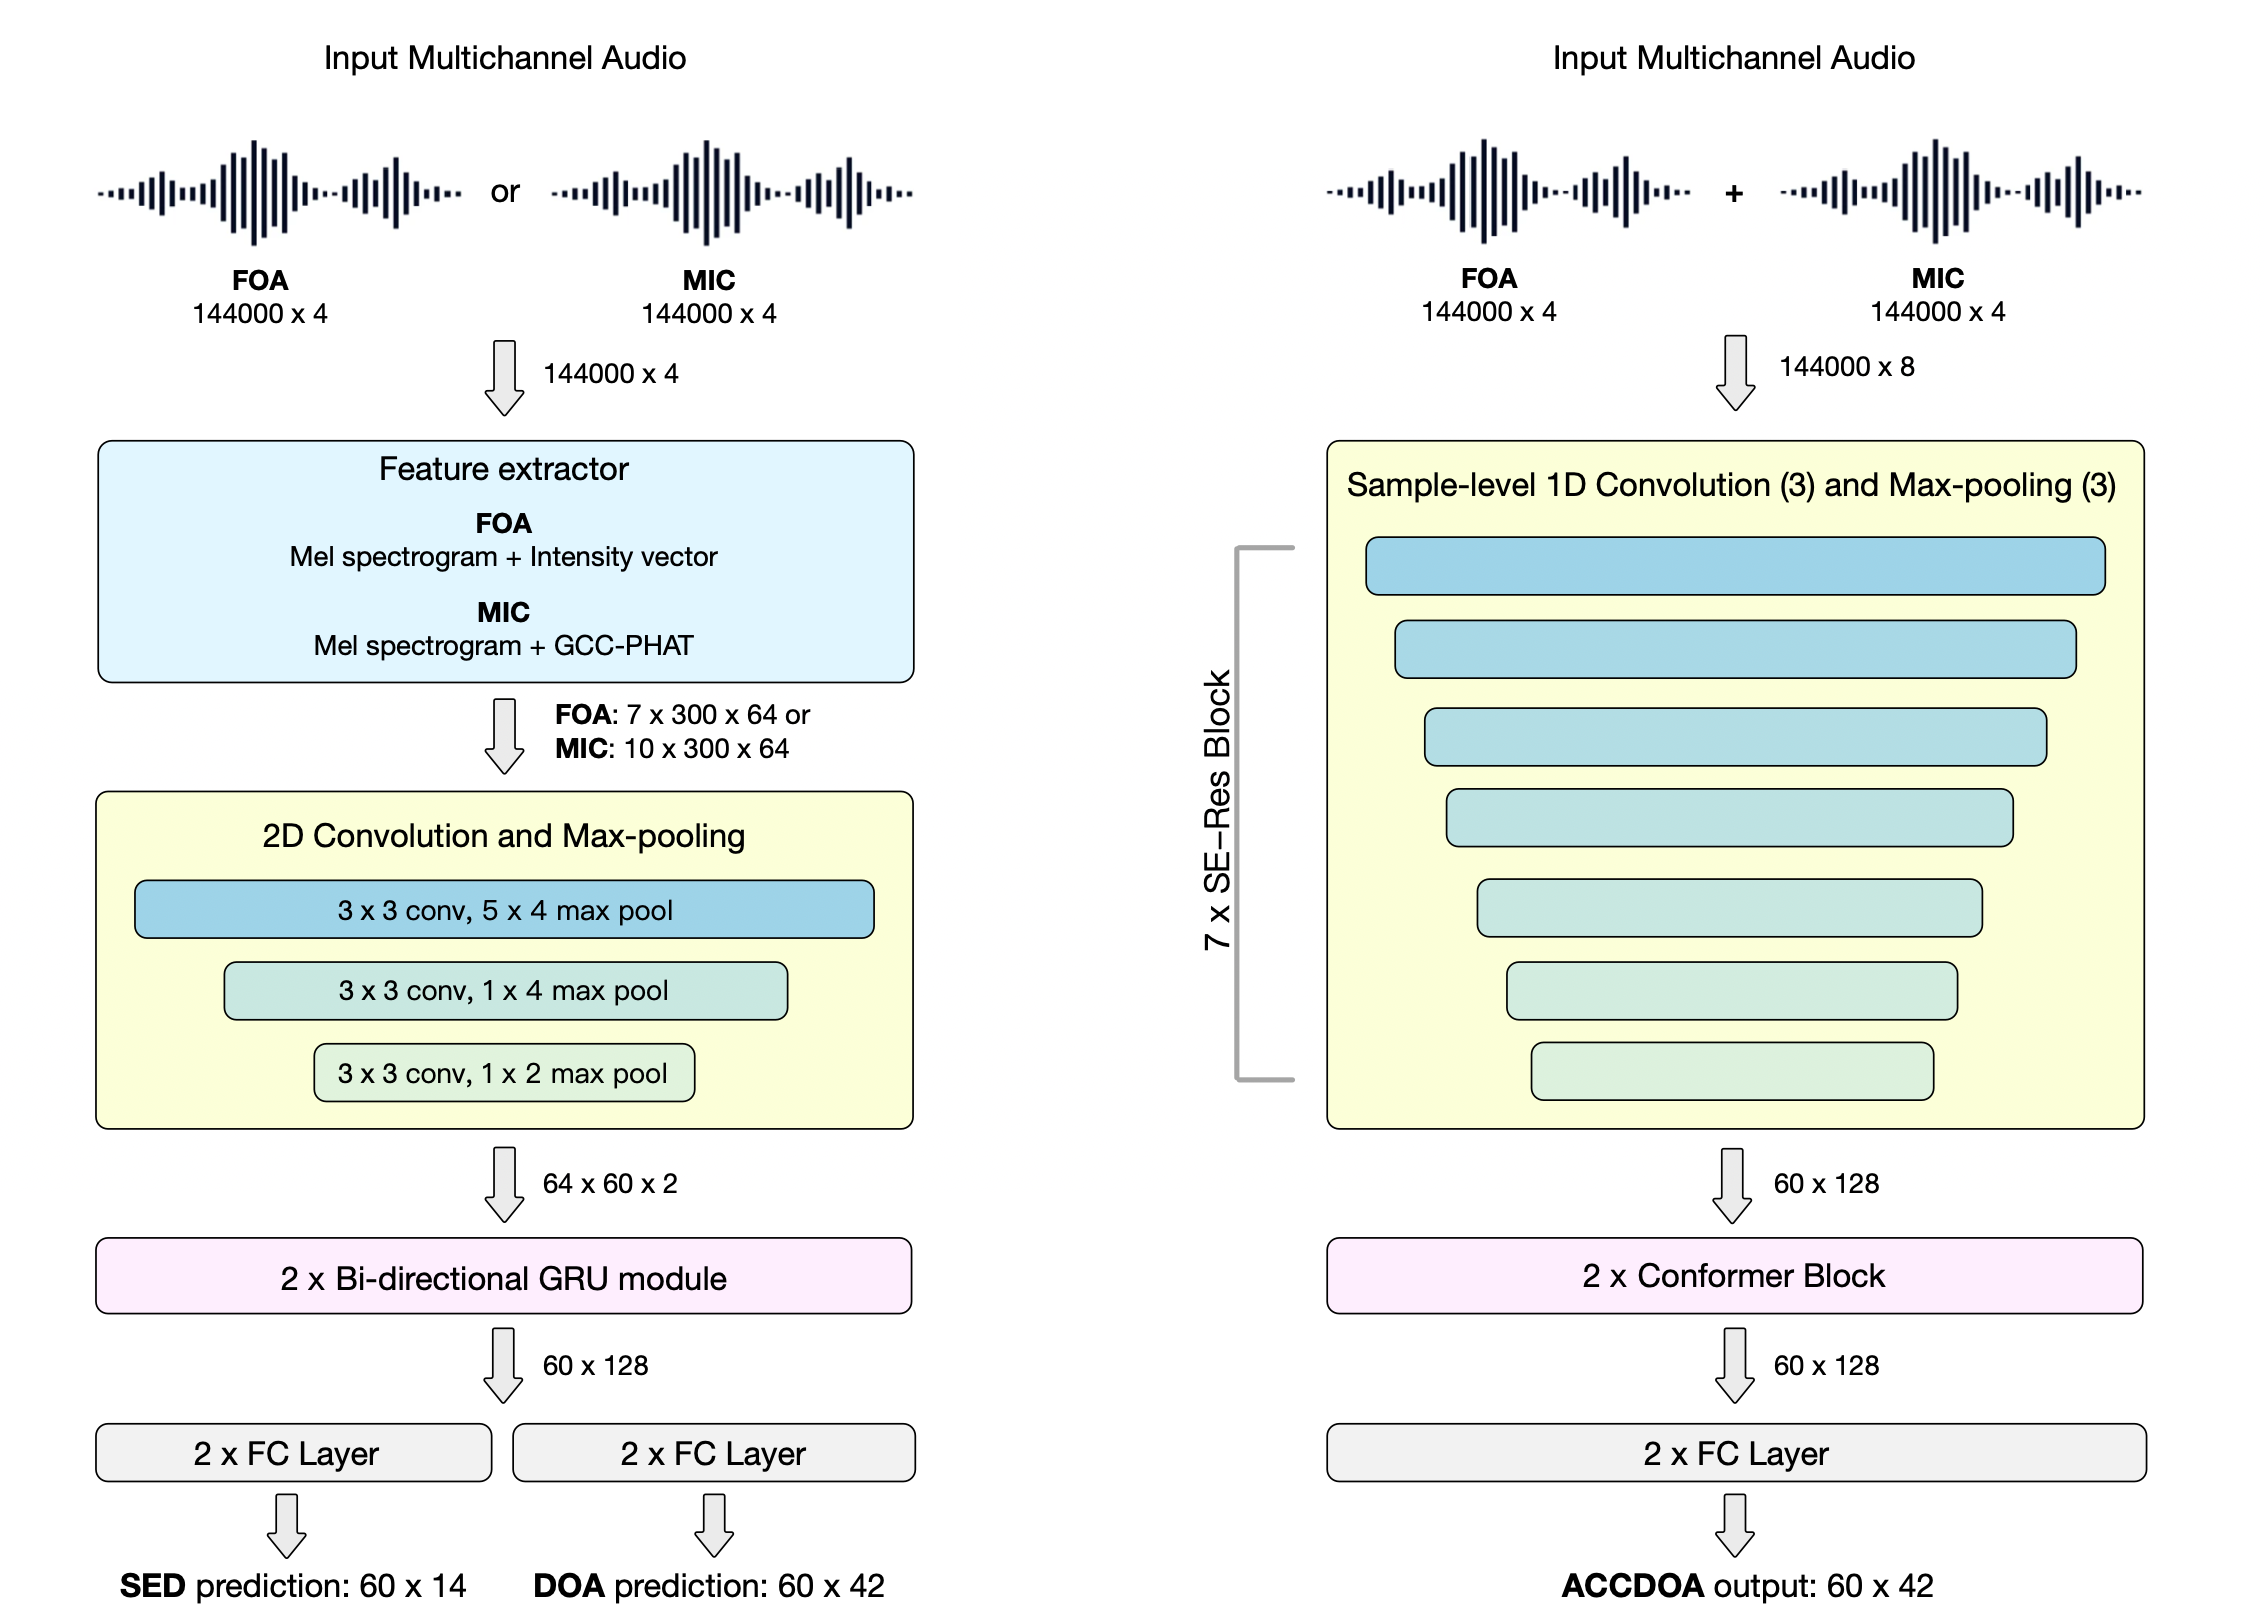 Input Multichannel Audio
or
FOA
144000 x 4
MIC
144000 x 4
144000 x 4
Feature extractor
FOA
Mel spectrogram + Intensity vector
MIC
Mel spectrogram + GCC-PHAT
FOA: 7 x 300 x 64 or
MIC: 10 x 300 x 64
2D Convolution and Max-pooling
3 x 3 conv, 5 x 4 max pool
3 x 3 conv, 1 x 4 max pool
3 x 3 conv, 1 x 2 max pool
64 x 60 x 2
2 x Bi-directional GRU module
60 x 128
2 x FC Layer
2 x FC Layer
SED prediction: 60 x 14
DOA prediction: 60 x 42
Input Multichannel Audio
+
FOA
144000 x 4
MIC
144000 x 4
144000 x 8
Sample-level 1D Convolution (3) and Max-pooling (3)
7 x SE–Res Block
60 x 128
2 x Conformer Block
60 x 128
2 x FC Layer
ACCDOA output: 60 x 42